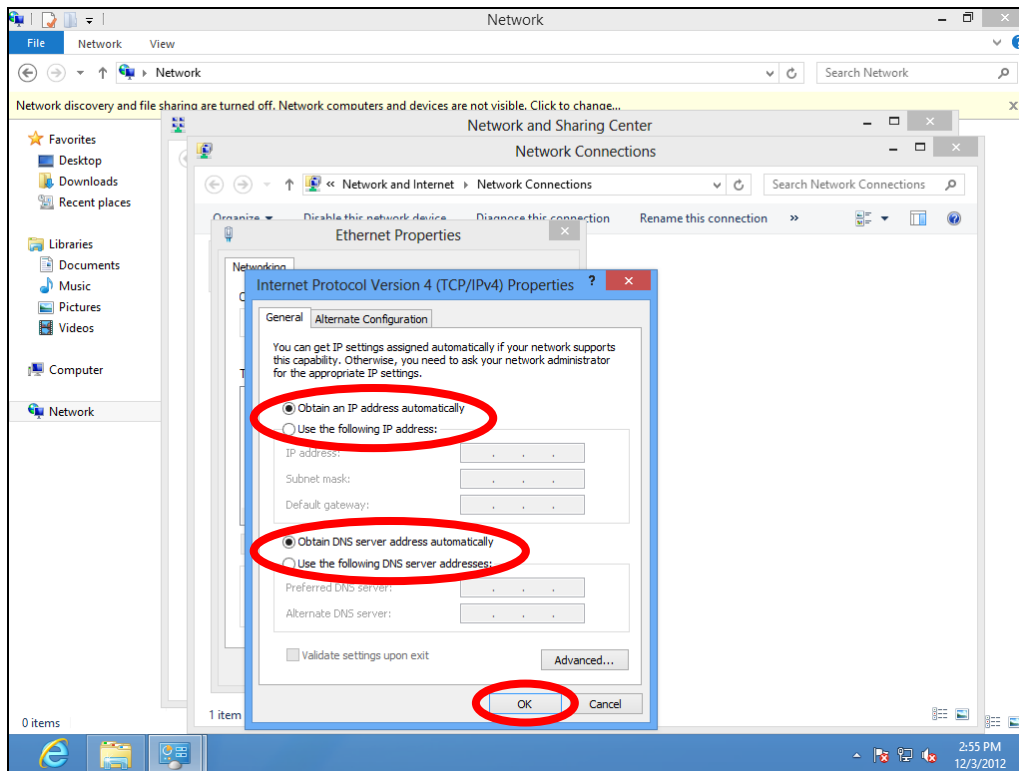 Network
File Network View
Network
Search Network
Network discovery and file sharing are turned off. Network computers and devices are not visible. Click to change...
x
Favorites
Desktop
Downloads
Recent places
Libraries
Documents
Music
Pictures
Videos
Computer
Network
Network and Sharing Center
Network Connections
« Network and Internet Network Connections
Search Network Connections
Organize Disable this network device Diagnose this connection Rename this connection »
Ethernet Properties
Networking
Internet Protocol Version 4 (TCP/IPv4) Properties ?
General Alternate Configuration
You can get IP settings assigned automatically if your network supports
this capability. Otherwise, you need to ask your network administrator
for the appropriate IP settings.
Obtain an IP address automatically
Use the following IP address:
IP address: . . .
Subnet mask: . . .
Default gateway: . . .
Obtain DNS server address automatically
Use the following DNS server addresses:
Preferred DNS server: . . .
Alternate DNS server: . . .
Validate settings upon exit
Advanced...
OK Cancel
1 item
0 items
2:55 PM
12/3/2012